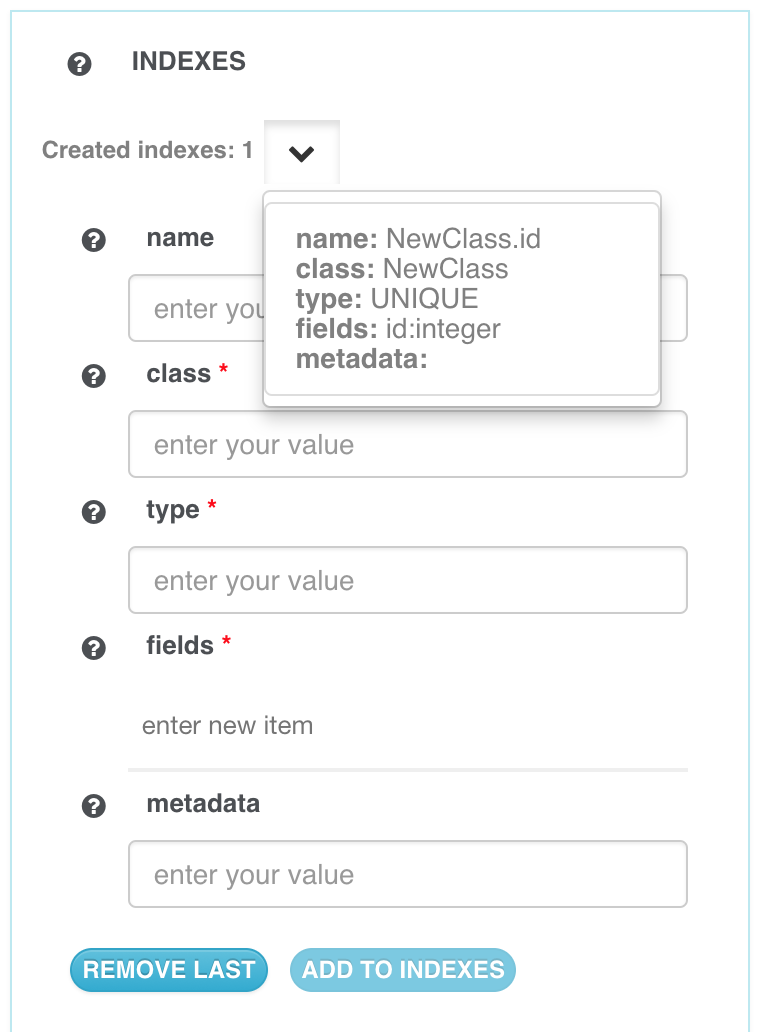 INDEXES
Created indexes: 1
name: NewClass.id
class: NewClass
type: UNIQUE
fields: id:integer
metadata:
name
enter you
class *
enter your value
type *
enter your value
fields *
enter new item
metadata
enter your value
REMOVE LAST
ADD TO INDEXES